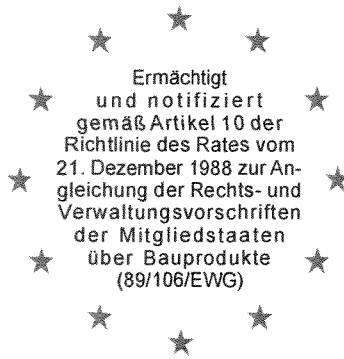 Ermächtigt
und notifiziert
gemäß Artikel 10 der
Richtlinie des Rates vom
21. Dezember 1988 zur An-
gleichung der Rechts- und
Verwaltungsvorschriften
der Mitgliedstaaten
über Bauprodukte
(89/106/EWG)